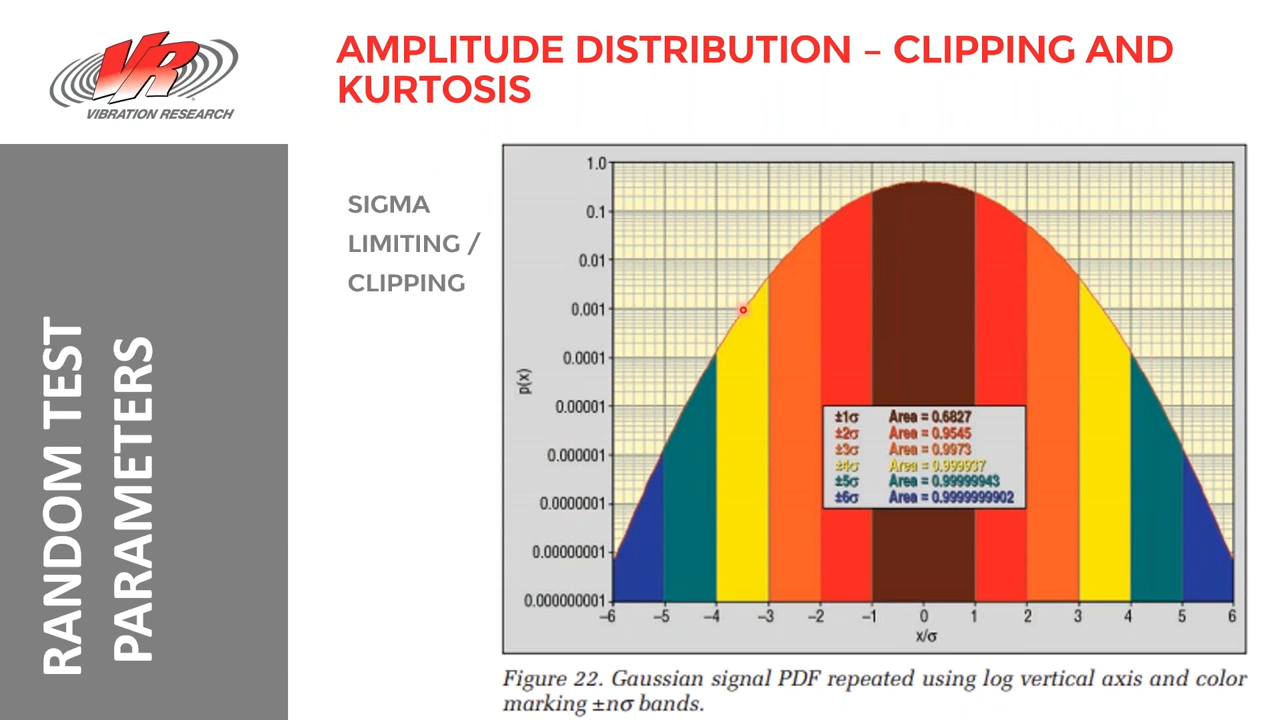 VR
VIBRATION RESEARCH
AMPLITUDE DISTRIBUTION – CLIPPING AND
KURTOSIS
RANDOM TEST
PARAMETERS
SIGMA
LIMITING /
CLIPPING
1.0
0.1
0.01
0.001
0.0001
0.00001
0.000001
0.0000001
0.00000001
0.000000001
p(x)
±1σ Area = 0.6827
±2σ Area = 0.9545
±3σ Area = 0.9973
±4σ Area = 0.999937
±5σ Area = 0.99999943
±6σ Area = 0.9999999902
–6 –5 –4 –3 –2 –1 0 1 2 3 4 5 6
x/σ
Figure 22. Gaussian signal PDF repeated using log vertical axis and color
marking ±nσ bands.